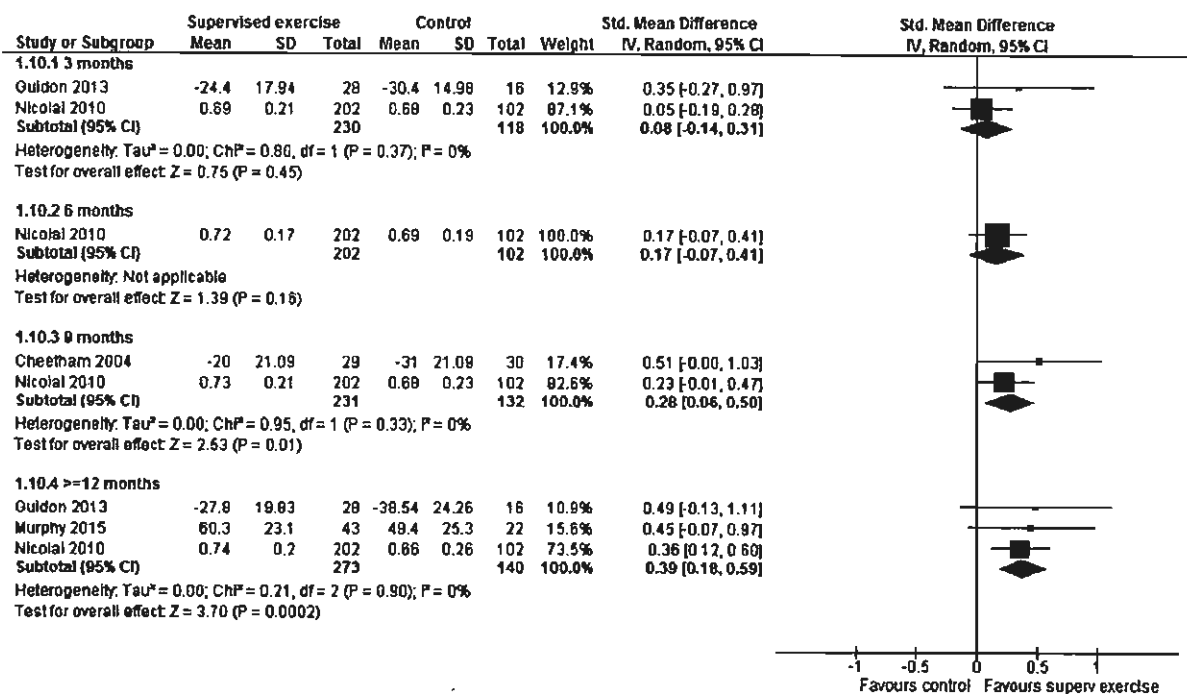 Supervised exercise Control Std. Mean Difference Std. Mean Difference
Study or Subgroup Mean SD Total Mean SD Total Weight IV, Random, 95% CI IV, Random, 95% CI
1.10.1 3 months
Guidon 2013 -24.4 17.94 28 -30.4 14.98 16 12.9% 0.35 [-0.27, 0.97]
Nicolai 2010 0.69 0.21 202 0.68 0.23 102 87.1% 0.05 [-0.19, 0.28]
Subtotal (95% CI) 230 118 100.0% 0.08 [-0.14, 0.31]
Heterogeneity: Tau² = 0.00; Chi² = 0.80, df = 1 (P = 0.37); I² = 0%
Test for overall effect: Z = 0.75 (P = 0.45)
1.10.2 6 months
Nicolai 2010 0.72 0.17 202 0.69 0.19 102 100.0% 0.17 [-0.07, 0.41]
Subtotal (95% CI) 202 102 100.0% 0.17 [-0.07, 0.41]
Heterogeneity: Not applicable
Test for overall effect: Z = 1.39 (P = 0.16)
1.10.3 9 months
Cheetham 2004 -20 21.09 29 -31 21.09 30 17.4% 0.51 [-0.00, 1.03]
Nicolai 2010 0.73 0.21 202 0.68 0.23 102 82.6% 0.23 [-0.01, 0.47]
Subtotal (95% CI) 231 132 100.0% 0.28 [0.06, 0.50]
Heterogeneity: Tau² = 0.00; Chi² = 0.95, df = 1 (P = 0.33); I² = 0%
Test for overall effect: Z = 2.53 (P = 0.01)
1.10.4 >=12 months
Guidon 2013 -27.8 19.83 28 -38.54 24.26 16 10.9% 0.49 [-0.13, 1.11]
Murphy 2015 60.3 23.1 43 49.4 25.3 22 15.6% 0.45 [-0.07, 0.97]
Nicolai 2010 0.74 0.2 202 0.66 0.26 102 73.5% 0.36 [0.12, 0.60]
Subtotal (95% CI) 273 140 100.0% 0.39 [0.18, 0.59]
Heterogeneity: Tau² = 0.00; Chi² = 0.21, df = 2 (P = 0.90); I² = 0%
Test for overall effect: Z = 3.70 (P = 0.0002)
-1 -0.5 0 0.5 1
Favours control Favours superv exercise